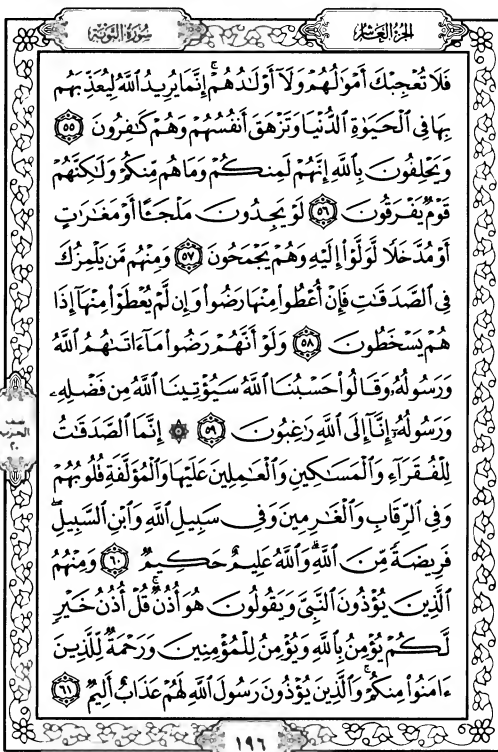 الجزء العاشر
سورة التوبة
فَلَا تُعْجِبْكَ أَمْوَٰلُهُمْ وَلَآ أَوْلَٰدُهُمْ ۚ إِنَّمَا يُرِيدُ ٱللَّهُ لِيُعَذِّبَهُم
بِهَا فِى ٱلْحَيَوٰةِ ٱلدُّنْيَا وَتَزْهَقَ أَنفُسُهُمْ وَهُمْ كَٰفِرُونَ ٥٥
وَيَحْلِفُونَ بِٱللَّهِ إِنَّهُمْ لَمِنكُمْ وَمَا هُم مِّنكُمْ وَلَٰكِنَّهُمْ
قَوْمٌ يَفْرَقُونَ ٥٦ لَوْ يَجِدُونَ مَلْجَـًٔا أَوْ مَغَٰرَٰتٍ
أَوْ مُدَّخَلًا لَّوَلَّوْا۟ إِلَيْهِ وَهُمْ يَجْمَحُونَ ٥٧ وَمِنْهُم مَّن يَلْمِزُكَ
فِى ٱلصَّدَقَٰتِ فَإِنْ أُعْطُوا۟ مِنْهَا رَضُوا۟ وَإِن لَّمْ يُعْطَوْا۟ مِنْهَآ إِذَا
هُمْ يَسْخَطُونَ ٥٨ وَلَوْ أَنَّهُمْ رَضُوا۟ مَآ ءَاتَىٰهُمُ ٱللَّهُ
وَرَسُولُهُۥ وَقَالُوا۟ حَسْبُنَا ٱللَّهُ سَيُؤْتِينَا ٱللَّهُ مِن فَضْلِهِۦ
وَرَسُولُهُۥٓ إِنَّآ إِلَى ٱللَّهِ رَٰغِبُونَ ٥٩ ۞ إِنَّمَا ٱلصَّدَقَٰتُ
لِلْفُقَرَآءِ وَٱلْمَسَٰكِينِ وَٱلْعَٰمِلِينَ عَلَيْهَا وَٱلْمُؤَلَّفَةِ قُلُوبُهُمْ
وَفِى ٱلرِّقَابِ وَٱلْغَٰرِمِينَ وَفِى سَبِيلِ ٱللَّهِ وَٱبْنِ ٱلسَّبِيلِ ۖ
فَرِيضَةً مِّنَ ٱللَّهِ ۗ وَٱللَّهُ عَلِيمٌ حَكِيمٌ ٦٠ وَمِنْهُمُ
ٱلَّذِينَ يُؤْذُونَ ٱلنَّبِىَّ وَيَقُولُونَ هُوَ أُذُنٌ ۚ قُلْ أُذُنُ خَيْرٍ
لَّكُمْ يُؤْمِنُ بِٱللَّهِ وَيُؤْمِنُ لِلْمُؤْمِنِينَ وَرَحْمَةٌ لِّلَّذِينَ
ءَامَنُوا۟ مِنكُمْ ۚ وَٱلَّذِينَ يُؤْذُونَ رَسُولَ ٱللَّهِ لَهُمْ عَذَابٌ أَلِيمٌ ٦١
نصف
الحزب
٢٠
١٩٦